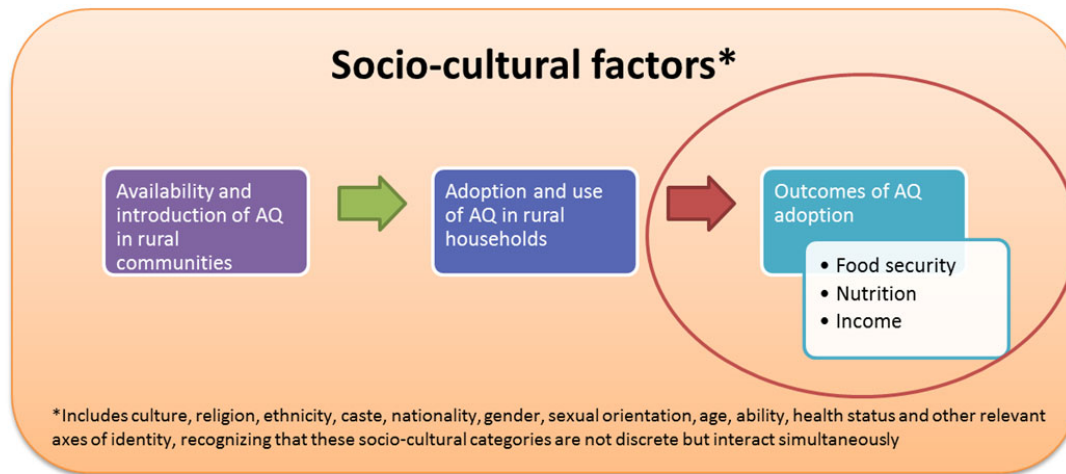 Socio-cultural factors*
Availability and
introduction of AQ
in rural
communities
Adoption and use
of AQ in rural
households
Outcomes of AQ
adoption
• Food security
• Nutrition
• Income
*Includes culture, religion, ethnicity, caste, nationality, gender, sexual orientation, age, ability, health status and other relevant
axes of identity, recognizing that these socio-cultural categories are not discrete but interact simultaneously